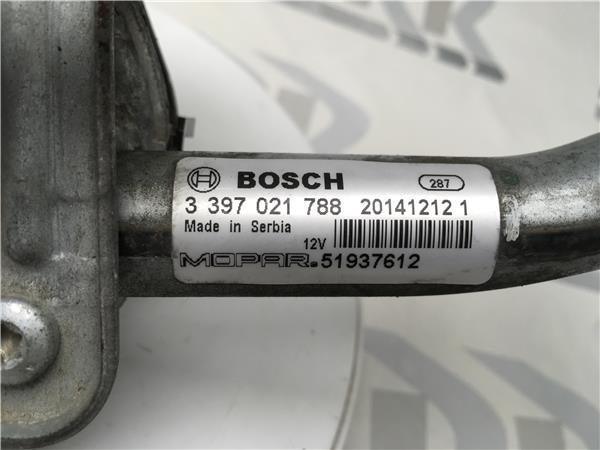 BOSCH 287
3 397 021 788 20141212 1
Made in Serbia
12V
MOPAR. 51937612